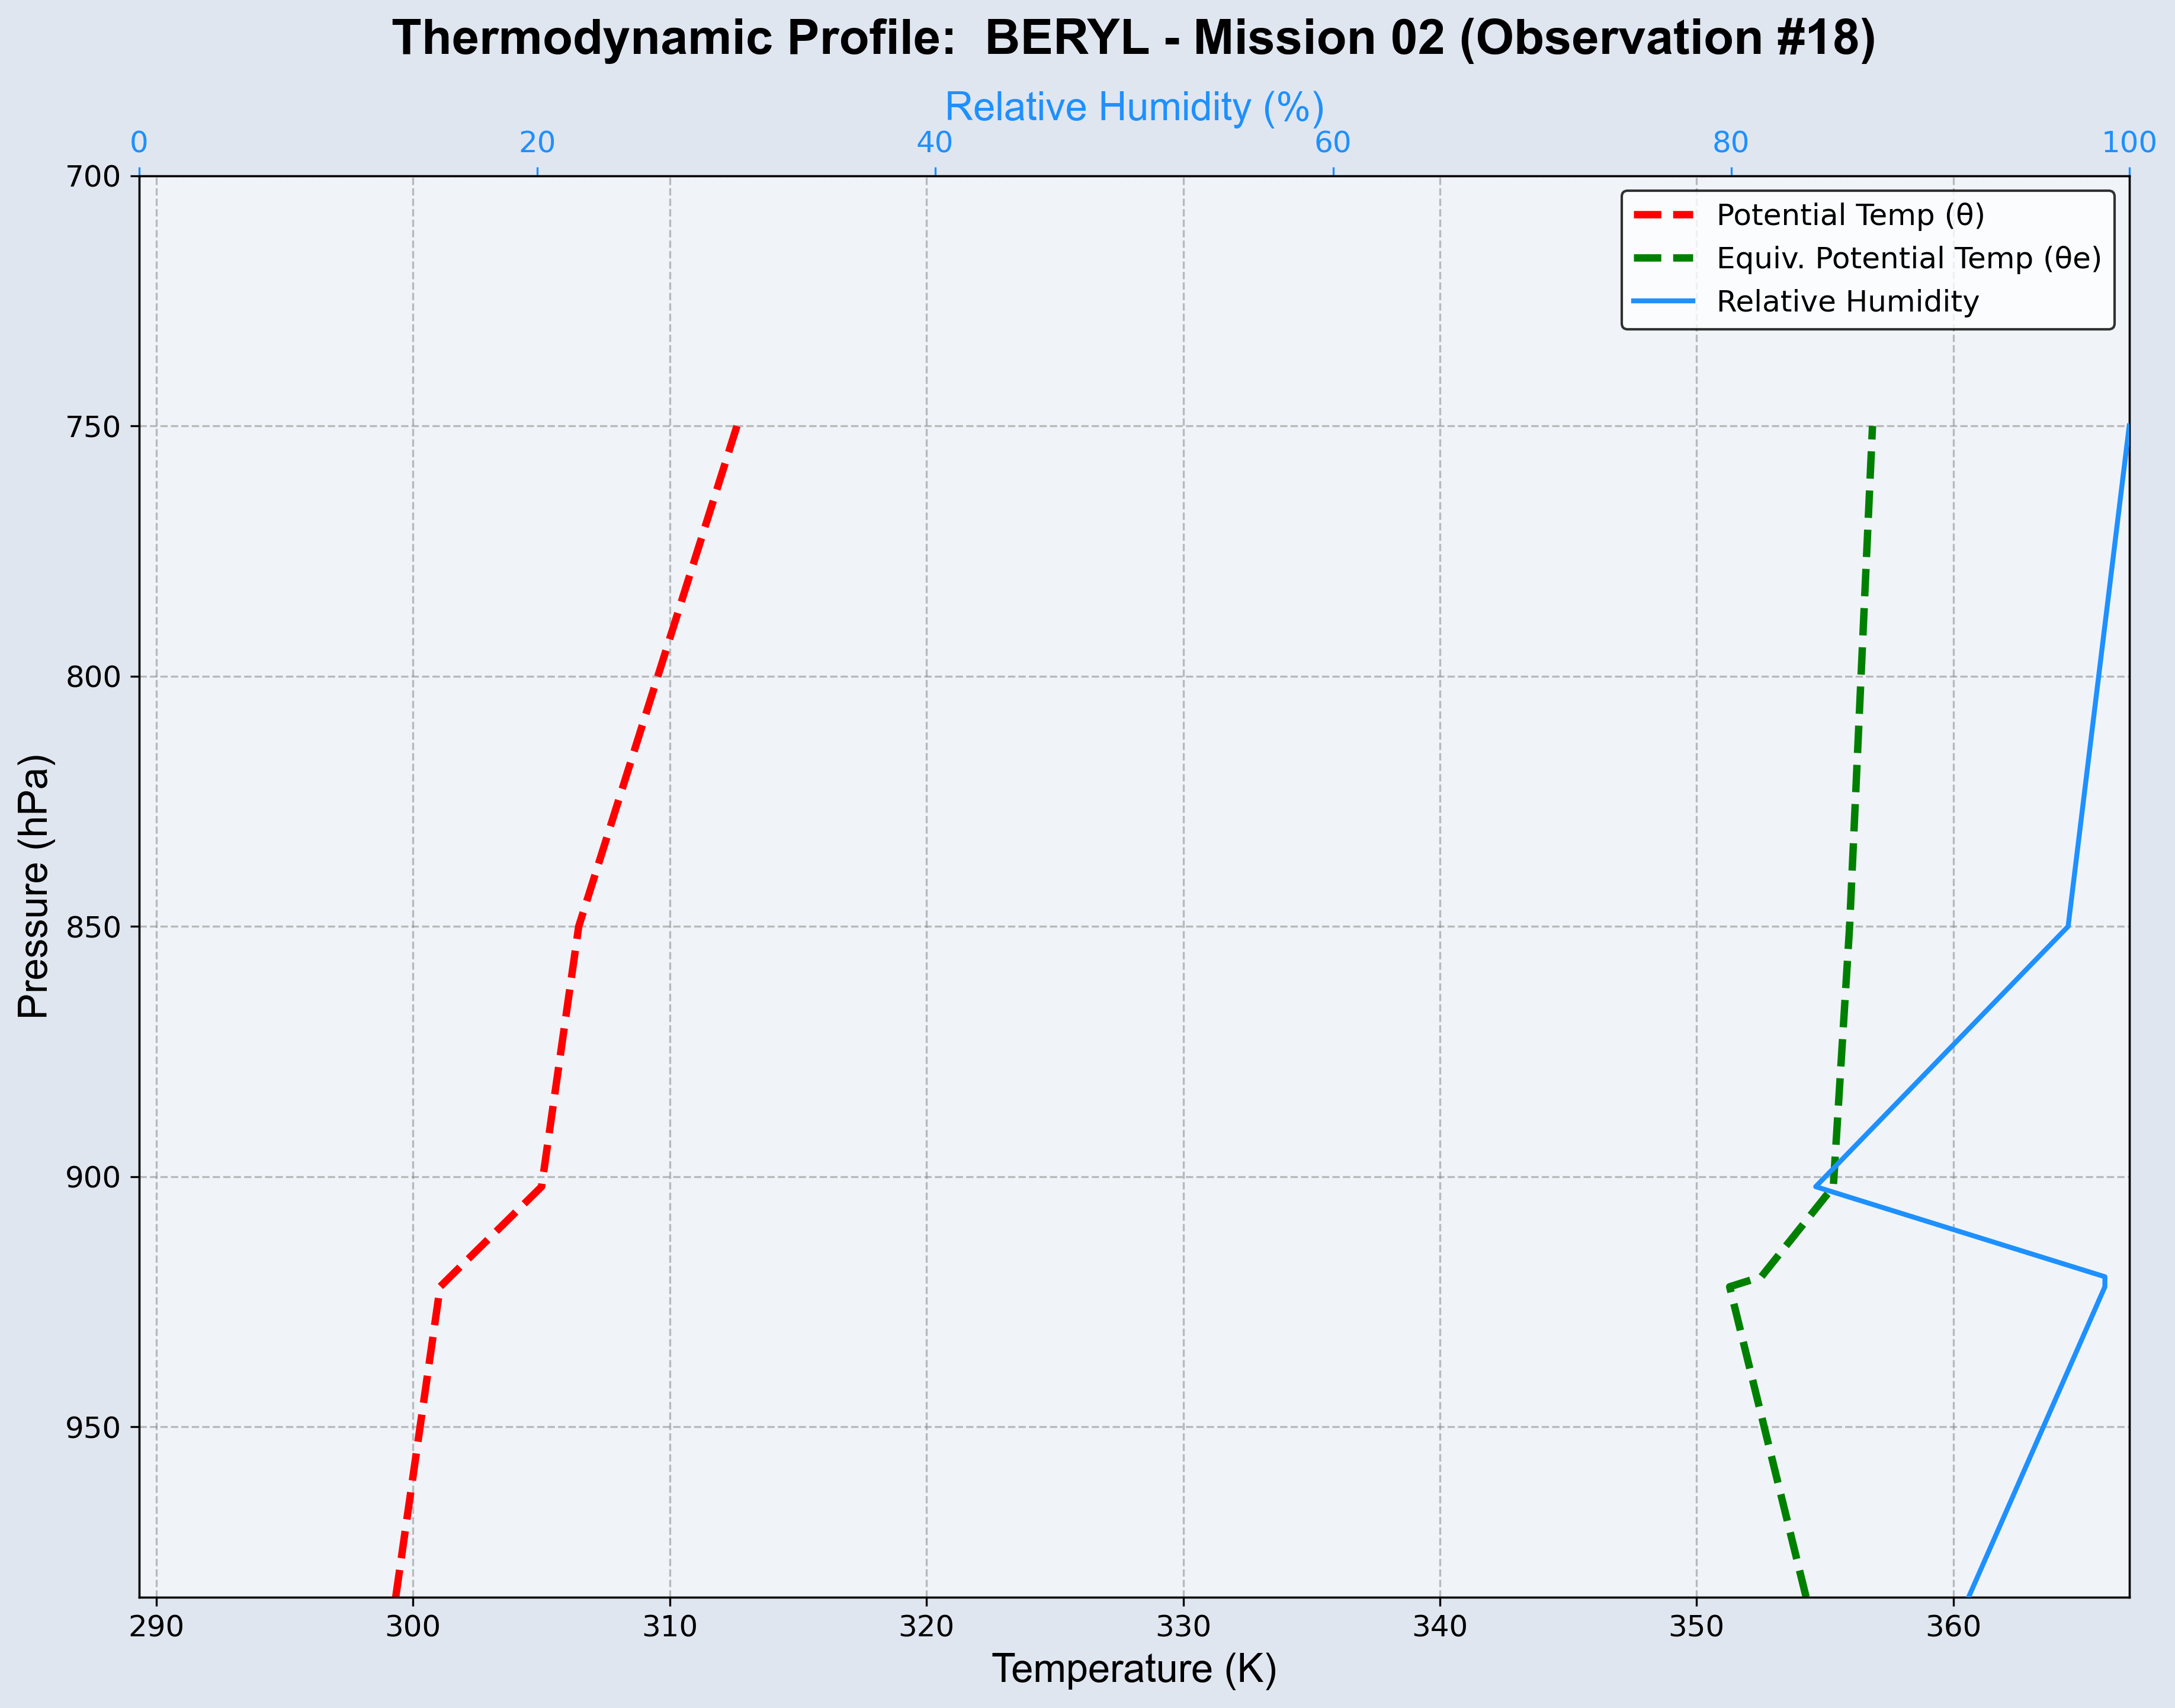 Thermodynamic Profile:  BERYL - Mission 02 (Observation #18)
Relative Humidity (%)
0 20 40 60 80 100
Potential Temp (θ)
Equiv. Potential Temp (θe)
Relative Humidity
Pressure (hPa)
700
750
800
850
900
950
290 300 310 320 330 340 350 360
Temperature (K)